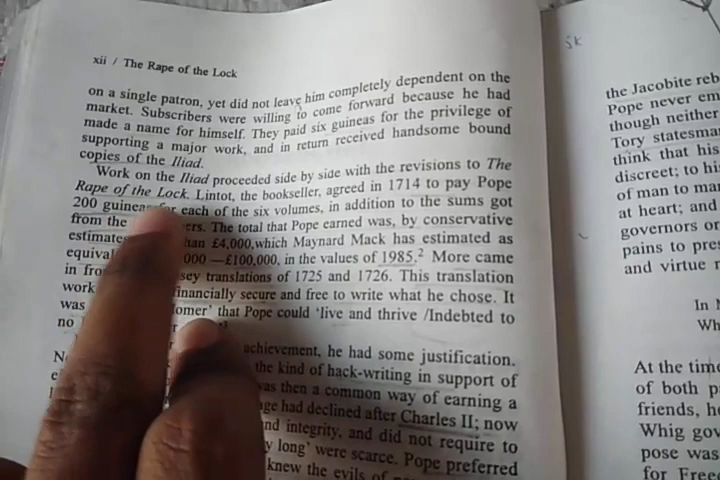 xii / The Rape of the Lock
on a single patron, yet did not leave him completely dependent on the
market. Subscribers were willing to come forward because he had
made a name for himself. They paid six guineas for the privilege of
supporting a major work, and in return received handsome bound
copies of the Iliad.
Work on the Iliad proceeded side by side with the revisions to The
Rape of the Lock. Lintot, the bookseller, agreed in 1714 to pay Pope
200 guineas for each of the six volumes, in addition to the sums got
from the ers. The total that Pope earned was, by conservative
estimates han £4,000, which Maynard Mack has estimated as
equival 000 —£100,000, in the values of 1985.² More came
in fro sey translations of 1725 and 1726. This translation
work financially secure and free to write what he chose. It
was omer' that Pope could 'live and thrive /Indebted to
no
achievement, he had some justification.
the kind of hack-writing in support of
was then a common way of earning a
ge had declined after Charles II; now
nd integrity, and did not require to
y long' were scarce. Pope preferred
knew the evils of
SK
the Jacobite reb
Pope never em
though neither
Tory statesma
think that his
discreet; to hi
of man to ma
at heart; and
governors or
pains to pres
and virtue r
In
Wh
At the time
of both p
friends, he
Whig gov
pose was
for Free